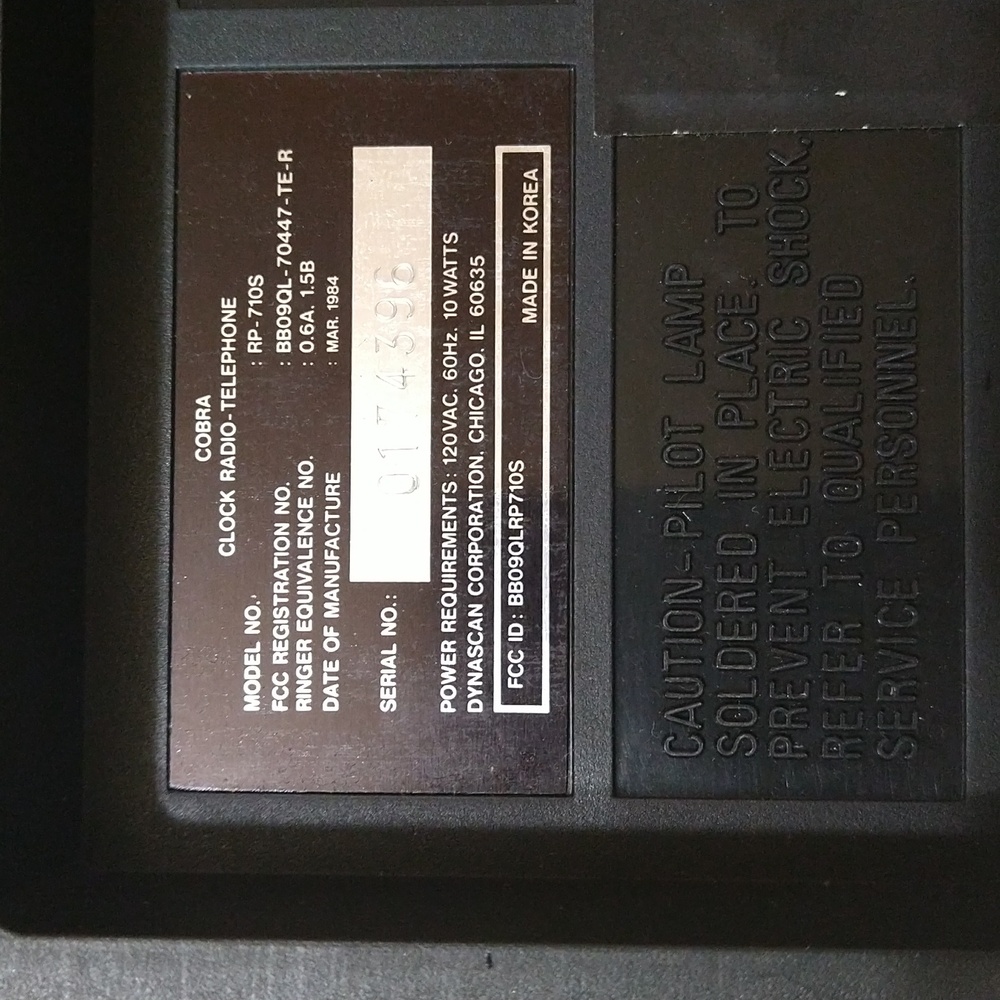 COBRA
CLOCK RADIO-TELEPHONE
MODEL NO. : RP-710S
FCC REGISTRATION NO. : BB09QL-70447-TE-R
RINGER EQUIVALENCE NO. : 0.6A. 1.5B
DATE OF MANUFACTURE : MAR. 1984
SERIAL NO.:
POWER REQUIREMENTS: 120VAC. 60Hz. 10WATTS
DYNASCAN CORPORATION. CHICAGO. IL 60635
FCC ID: BB09QLRP710S MADE IN KOREA
CAUTION-PILOT LAMP
SOLDERED IN PLACE. TO
PREVENT ELECTRIC SHOCK.
REFER TO QUALIFIED
SERVICE PERSONNEL.